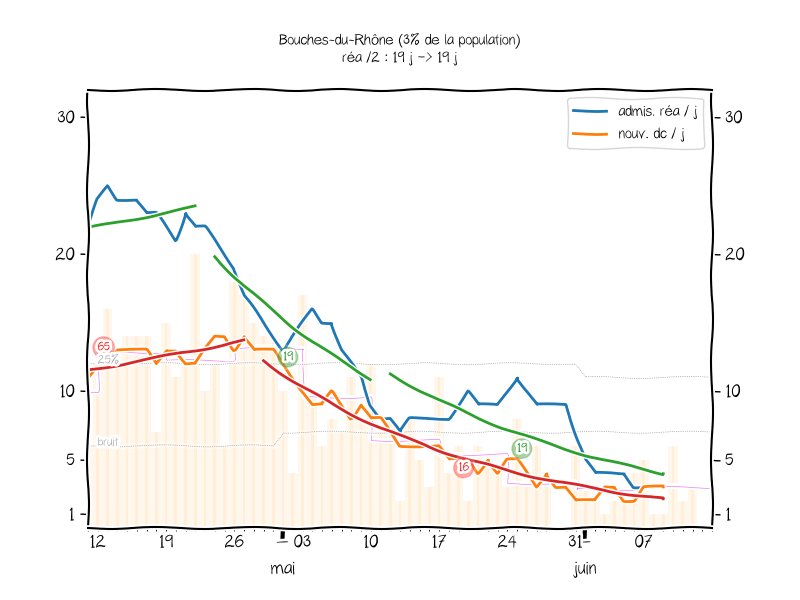 Bouches-du-Rhône (3% de la population)
réa /2 : 19 j -> 19 j
admis. réa / j
nouv. dc / j
30
30
20
20
65
25%
19
10
10
bruit
19
16
5
5
1
1
12 19 26 03 10 17 24 31 07
mai juin